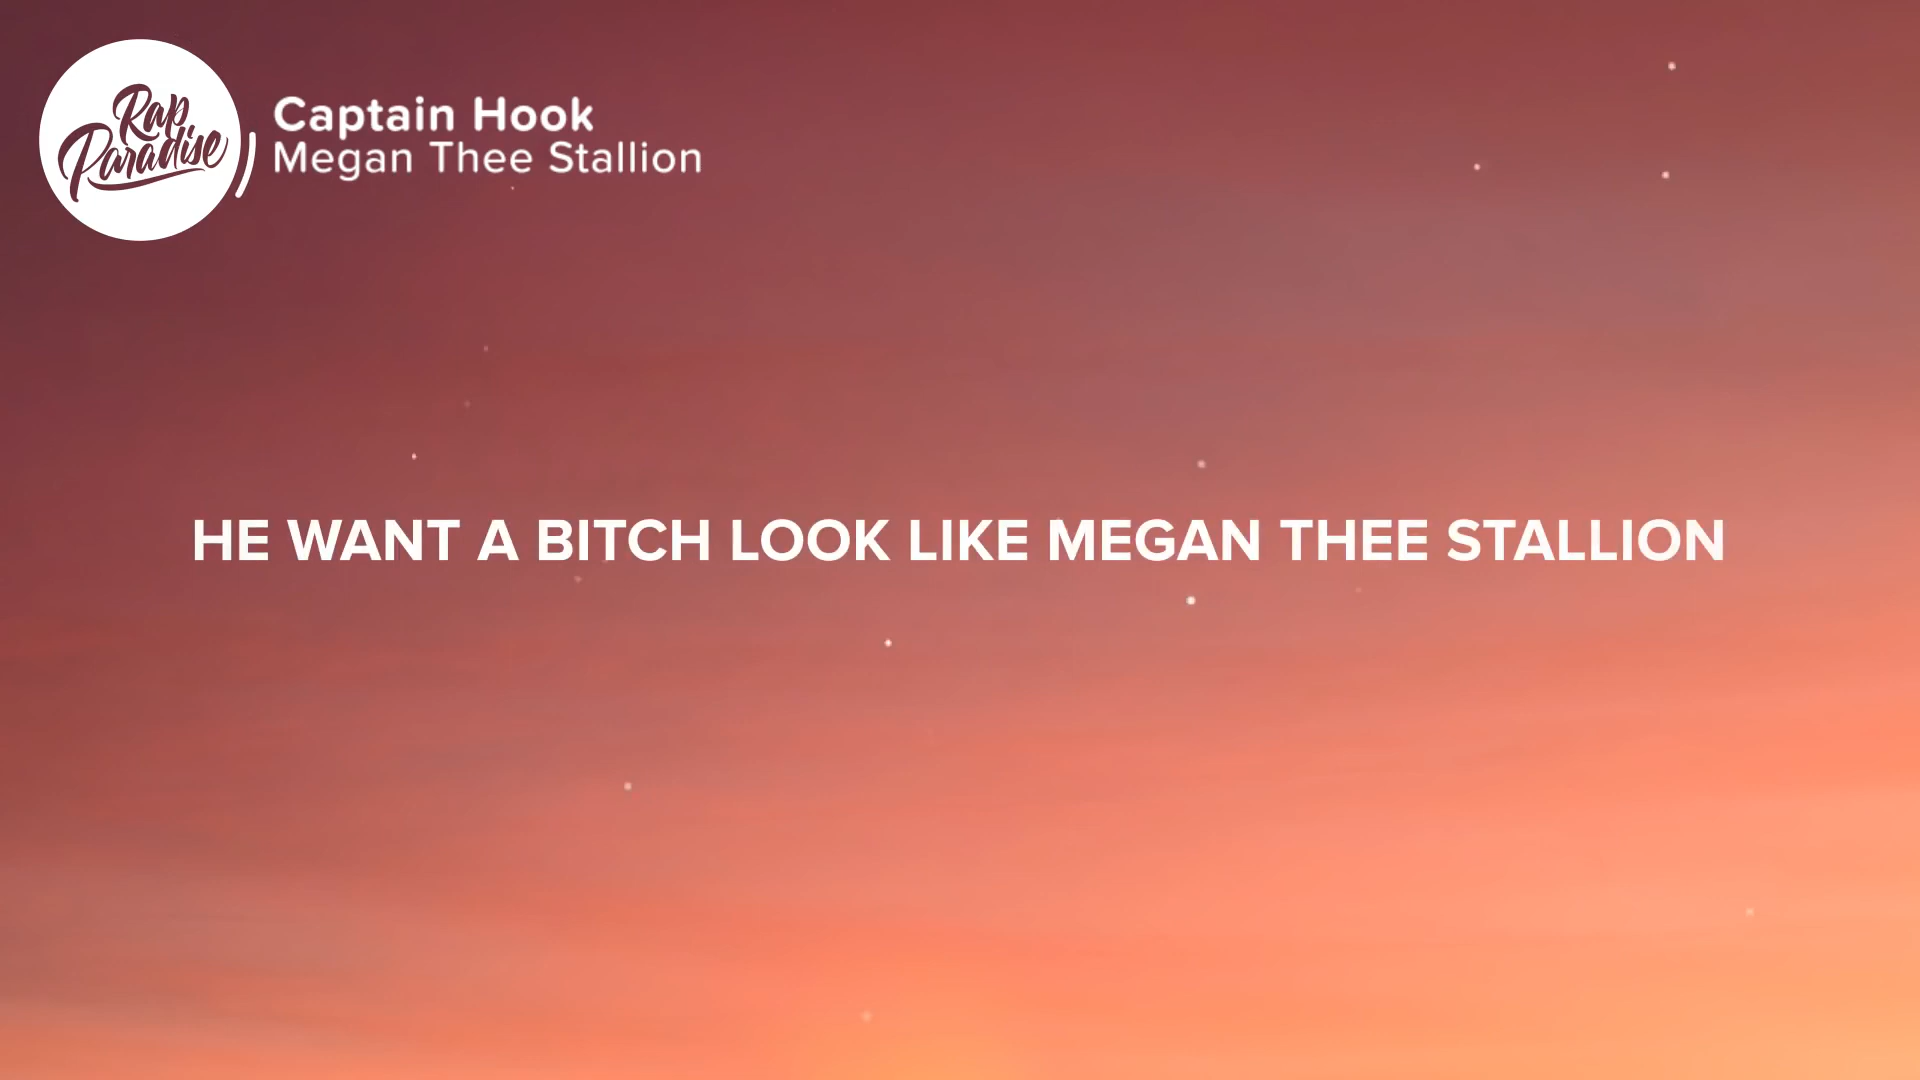 Rap
Paradise
Captain Hook
Megan Thee Stallion
HE WANT A BITCH LOOK LIKE MEGAN THEE STALLION